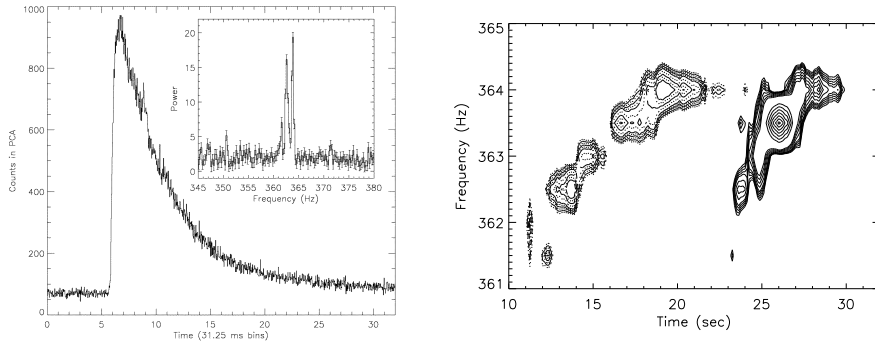 1000
800
600
400
200
0
Counts in PCA
0 5 10 15 20 25 30
Time (31.25 ms bins)
20
15
10
5
0
Power
345 350 355 360 365 370 375 380
Frequency (Hz)
365
364
363
362
361
Frequency (Hz)
10 15 20 25 30
Time (sec)